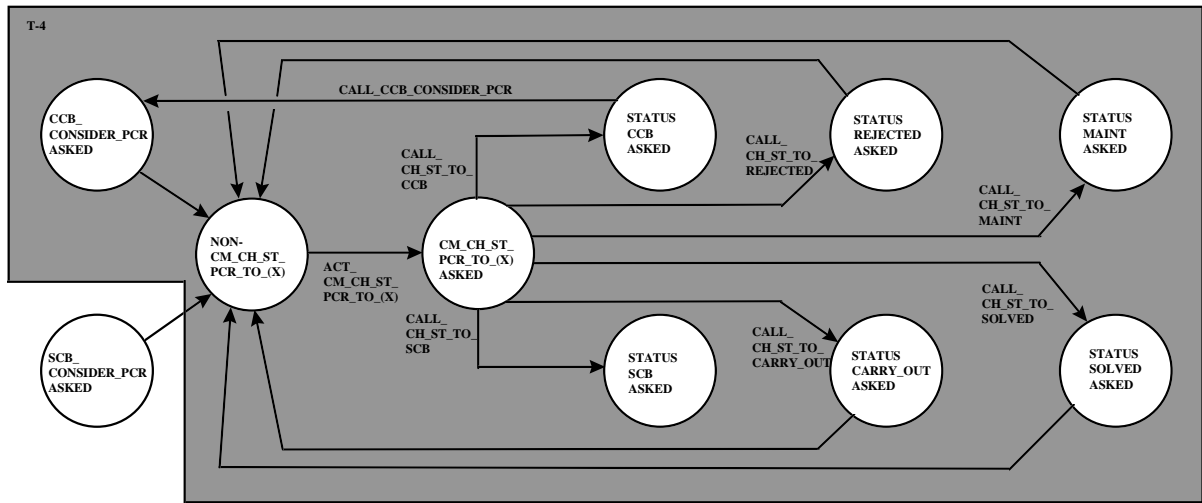 T-4
CALL_CCB_CONSIDER_PCR
CCB_
CONSIDER_PCR
ASKED
STATUS
CCB
ASKED
STATUS
REJECTED
ASKED
STATUS
MAINT
ASKED
CALL_
CH_ST_TO_
CCB
CALL_
CH_ST_TO_
REJECTED
CALL_
CH_ST_TO_
MAINT
NON-
CM_CH_ST_
PCR_TO_(X)
ACT_
CM_CH_ST_
PCR_TO_(X)
CM_CH_ST_
PCR_TO_(X)
ASKED
CALL_
CH_ST_TO_
SCB
CALL_
CH_ST_TO_
CARRY_OUT
CALL_
CH_ST_TO_
SOLVED
SCB_
CONSIDER_PCR
ASKED
STATUS
SCB
ASKED
STATUS
CARRY_OUT
ASKED
STATUS
SOLVED
ASKED